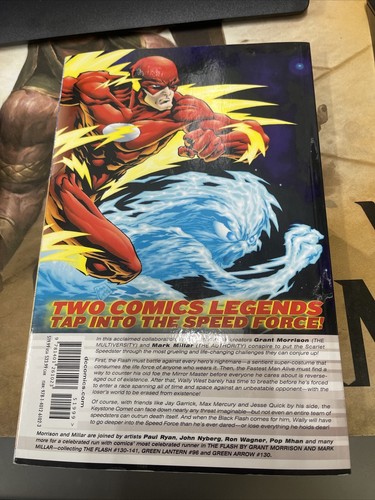 TWO COMICS LEGENDS
TAP INTO THE SPEED FORCE!
In this acclaimed collaboration creators Grant Morrison (THE
MULTIVERSITY) and Mark Millar (THE AUTHORITY) conspire to put the Scarlet
Speedster through the most grueling and life-changing challenges they can conjure up!
First, the Flash must battle against every hero's nightmare—a sentient super-costume that
consumes the life force of anyone who wears it. Then, the Fastest Man Alive must find a
way to counter the Mirror Master before everyone he cares about is reverse-
aged out of existence. After that, Wally West barely has time to breathe before he's forced
to enter a race spanning all of time and space against an unbeatable opponent—with the
loser's world to be erased from existence!
Of course, with friends like Jay Garrick, Max Mercury and Jesse Quick by his side, the
Keystone Comet can face down nearly any threat imaginable—but not even an entire team of
speedsters can outrun death itself. And when the Black Flash comes for him, Wally will have
to go deeper into the Speed Force than he's ever dared—or lose everything he holds dear!
Morrison and Millar are joined by artists Paul Ryan, John Nyberg, Ron Wagner, Pop Mhan and many
more for a celebrated run with comics' most celebrated runner in THE FLASH BY GRANT MORRISON AND MARK
MILLAR—collecting THE FLASH #130-141, GREEN LANTERN #96 and GREEN ARROW #130.
dccomics.com